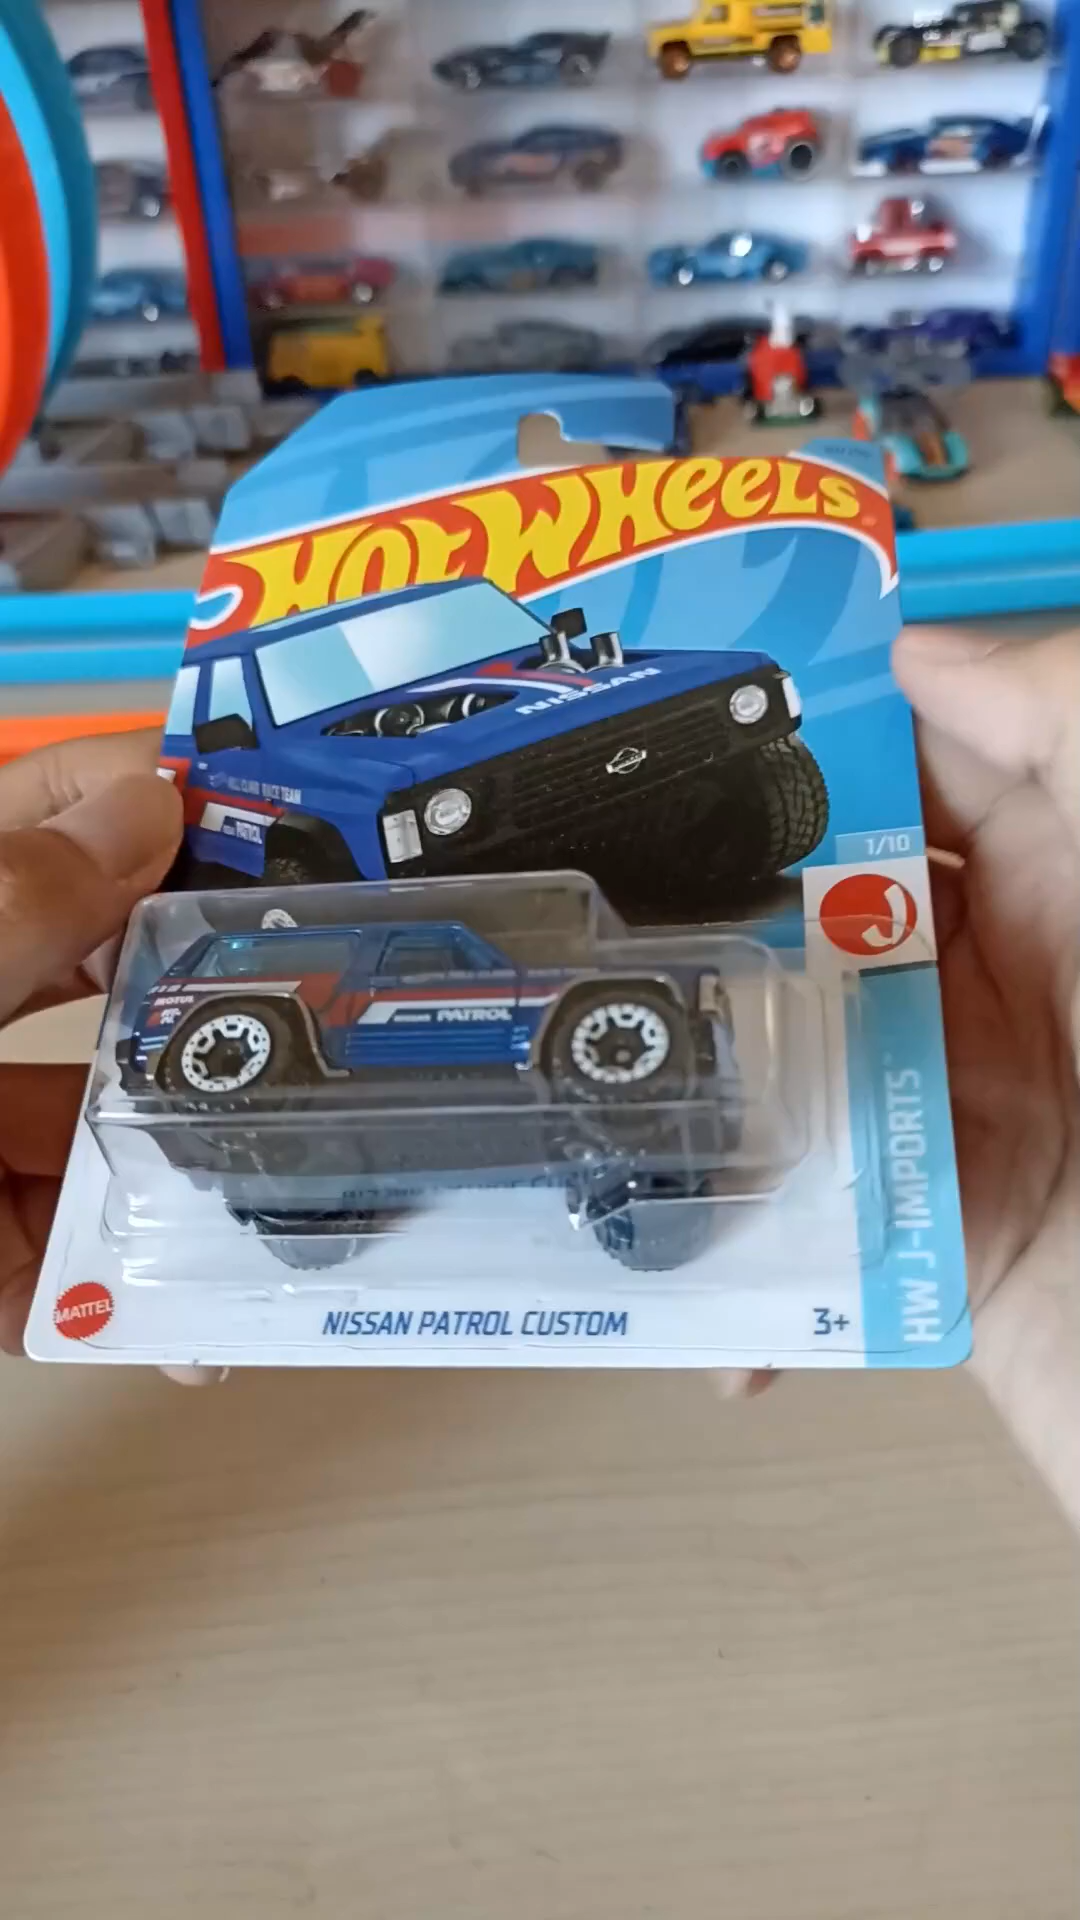 HOT WHEELS
NISSAN
HILL CLIMB RACE TEAM
PATROL
1/10
J
MOTUL
NISSAN PATROL
HW J-IMPORTS™
MATTEL
NISSAN PATROL CUSTOM
3+